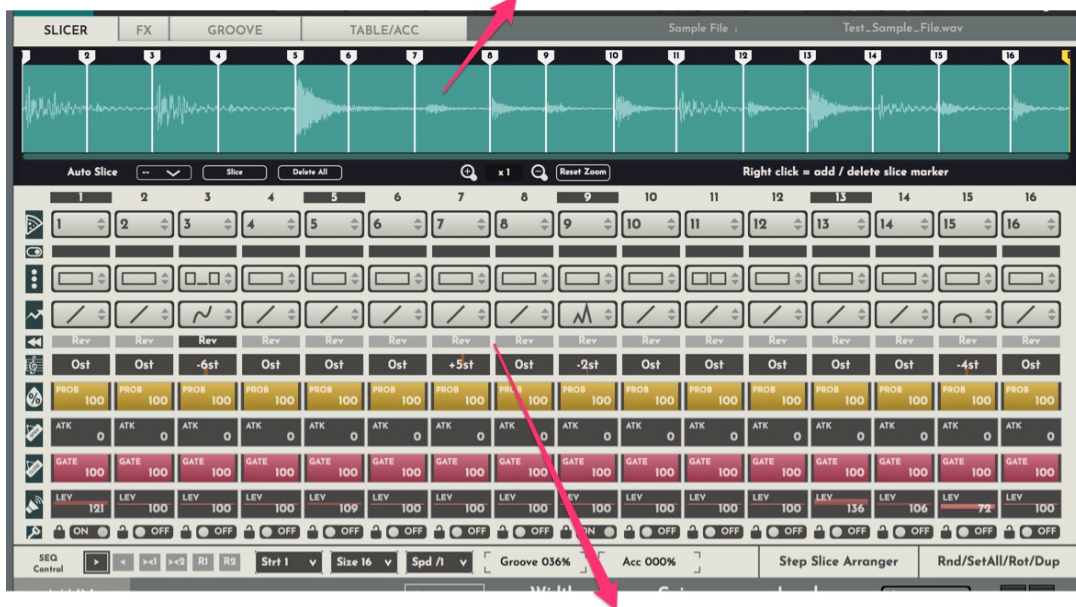 SLICER FX GROOVE TABLE/ACC Sample File : Test_Sample_File.wav
2 3 4 5 6 7 8 9 10 11 12 13 14 15 16 E
Auto Slice -- Slice Delete All x 1 Reset Zoom Right click = add / delete slice marker
1 2 3 4 5 6 7 8 9 10 11 12 13 14 15 16
1 2 3 4 5 6 7 8 9 10 11 12 13 14 15 16
Rev Rev Rev Rev Rev Rev Rev Rev Rev Rev Rev Rev Rev Rev Rev Rev
0st 0st -6st 0st 0st 0st +5st 0st -2st 0st 0st 0st 0st 0st -4st 0st
PROB PROB PROB PROB PROB PROB PROB PROB PROB PROB PROB PROB PROB PROB PROB PROB
% 100 100 100 100 100 100 100 100 100 100 100 100 100 100 100 100
ATK ATK ATK ATK ATK ATK ATK ATK ATK ATK ATK ATK ATK ATK ATK ATK
0 0 0 0 0 0 0 0 0 0 0 0 0 0 0 0
GATE GATE GATE GATE GATE GATE GATE GATE GATE GATE GATE GATE GATE GATE GATE GATE
100 100 100 100 100 100 100 100 100 100 100 100 100 100 100 100
LEV LEV LEV LEV LEV LEV LEV LEV LEV LEV LEV LEV LEV LEV LEV LEV
121 100 100 100 109 100 100 100 100 100 100 100 136 106 72 100
ON OFF OFF OFF OFF OFF OFF OFF ON OFF OFF OFF OFF OFF OFF OFF
SEQ
Control > < ><1 ><2 R1 R2 Strt 1 v Size 16 v Spd /1 v Groove 036% Acc 000% Step Slice Arranger Rnd/SetAll/Rot/Dup